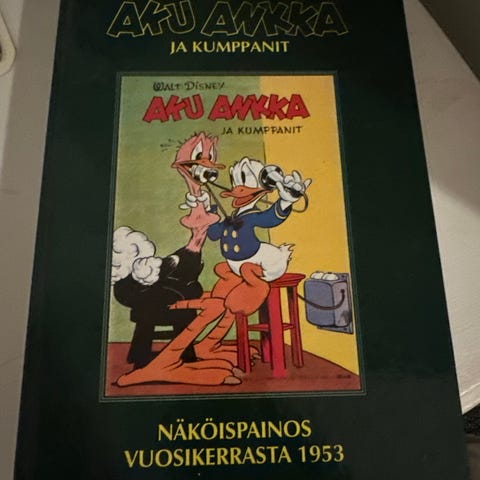 AKU ANKKA
JA KUMPPANIT
WALT DISNEY
AKU ANKKA
JA KUMPPANIT
NÄKÖISPAINOS
VUOSIKERRASTA 1953